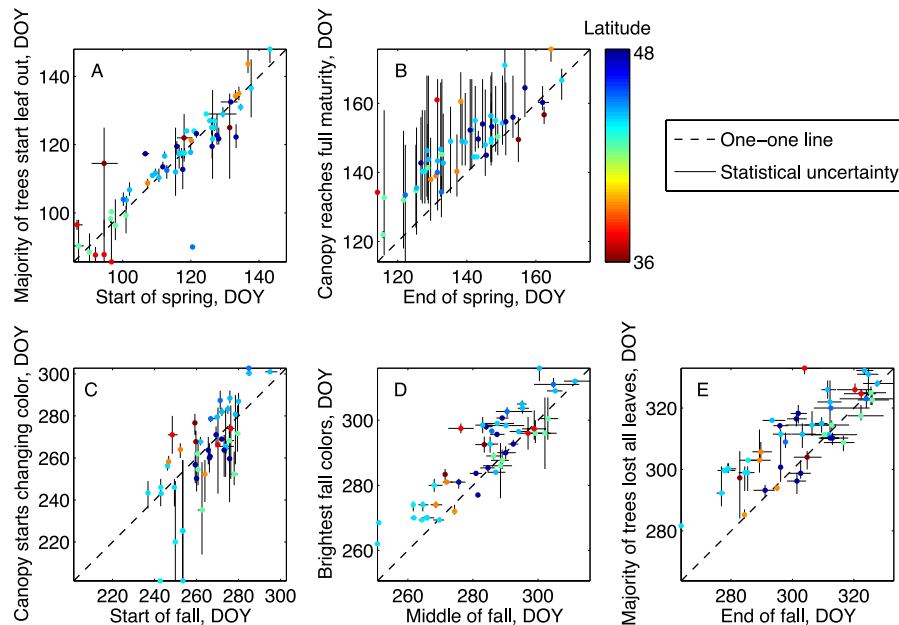 Majority of trees start leaf out, DOY
A
140
120
100
100 120 140
Start of spring, DOY
Canopy reaches full maturity, DOY
B
160
140
120
120 140 160
End of spring, DOY
Latitude
48
36
One−one line
Statistical uncertainty
Canopy starts changing color, DOY
C
300
280
260
240
220
220 240 260 280 300
Start of fall, DOY
Brightest fall colors, DOY
D
300
280
260
260 280 300
Middle of fall, DOY
Majority of trees lost all leaves, DOY
E
320
300
280
280 300 320
End of fall, DOY